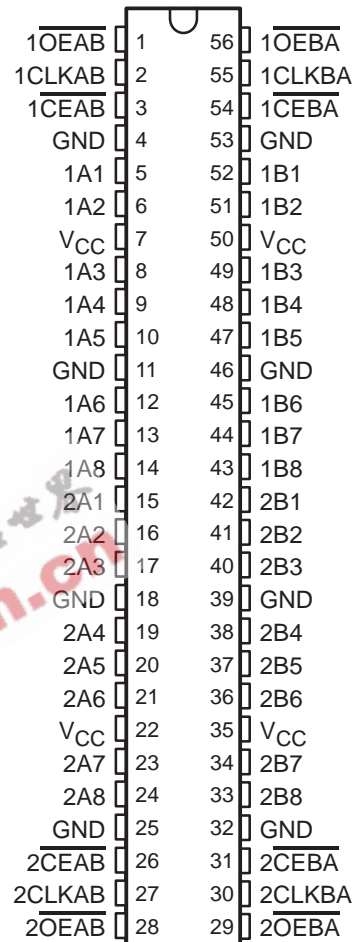 1OEAB 1 56 1OEBA
1CLKAB 2 55 1CLKBA
1CEAB 3 54 1CEBA
GND 4 53 GND
1A1 5 52 1B1
1A2 6 51 1B2
VCC 7 50 VCC
1A3 8 49 1B3
1A4 9 48 1B4
1A5 10 47 1B5
GND 11 46 GND
1A6 12 45 1B6
1A7 13 44 1B7
1A8 14 43 1B8
2A1 15 42 2B1
2A2 16 41 2B2
2A3 17 40 2B3
GND 18 39 GND
2A4 19 38 2B4
2A5 20 37 2B5
2A6 21 36 2B6
VCC 22 35 VCC
2A7 23 34 2B7
2A8 24 33 2B8
GND 25 32 GND
2CEAB 26 31 2CEBA
2CLKAB 27 30 2CLKBA
2OEAB 28 29 2OEBA